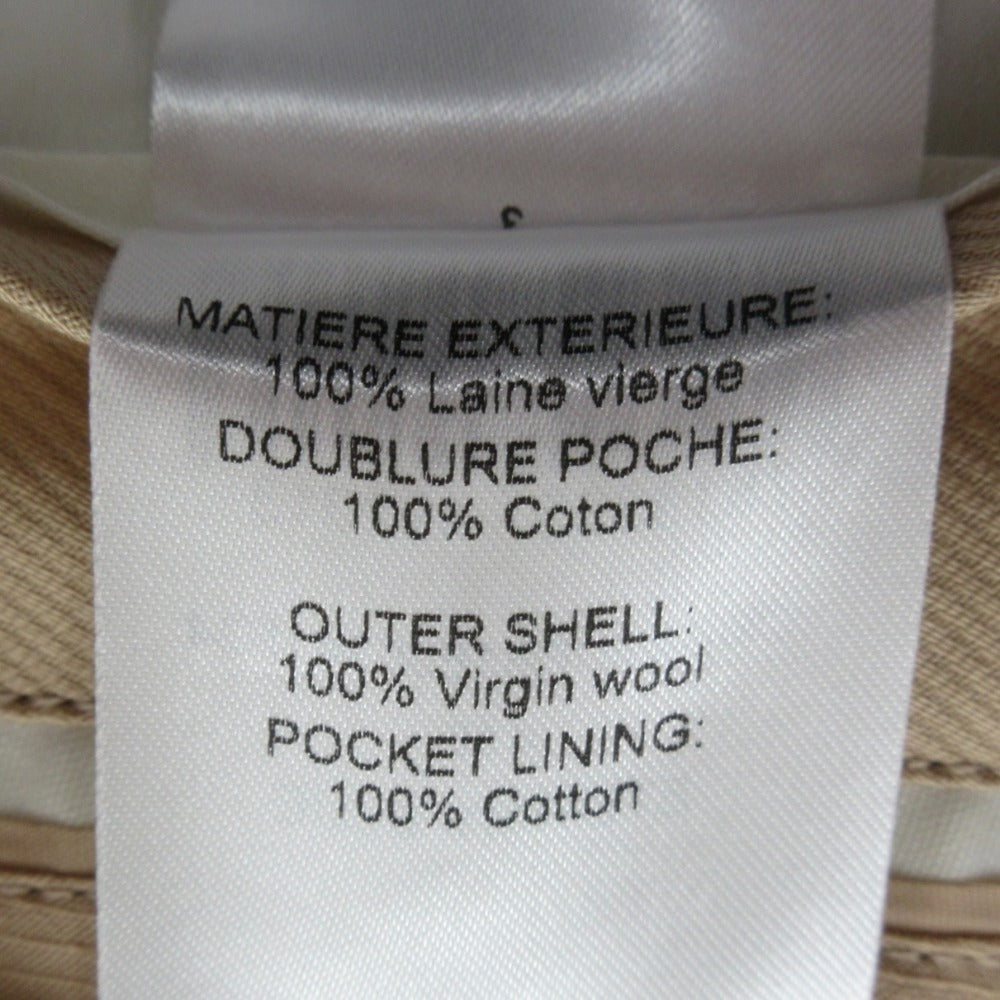 MATIERE EXTERIEURE:
100% Laine vierge
DOUBLURE POCHE:
100% Coton
OUTER SHELL:
100% Virgin wool
POCKET LINING:
100% Cotton